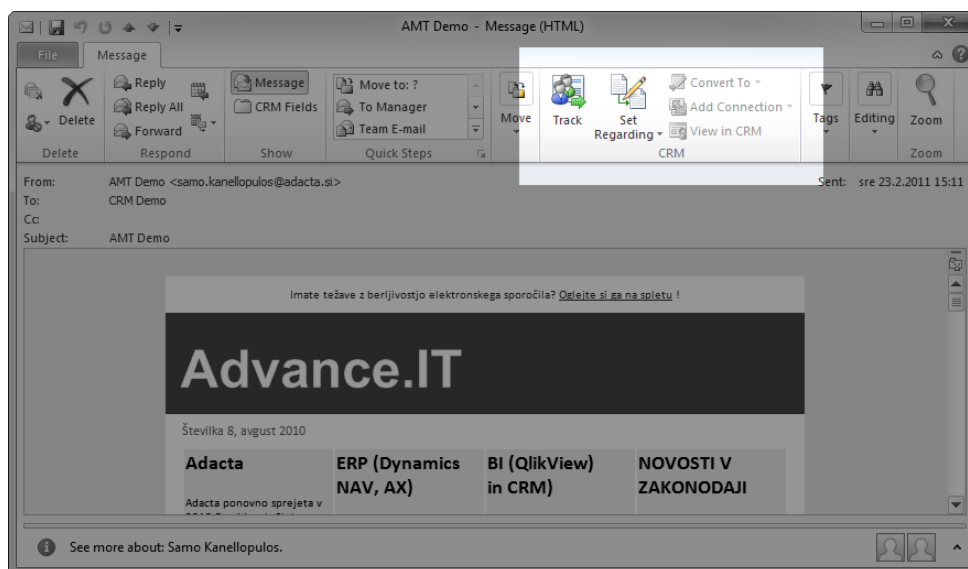 AMT Demo - Message (HTML)
File Message
Delete
Reply
Reply All
Forward
Message
CRM Fields
Move to: ?
To Manager
Team E-mail
Move
Track
Set
Regarding
Convert To
Add Connection
View in CRM
Tags
Editing
Zoom
Delete Respond Show Quick Steps CRM Zoom
From: AMT Demo <samo.kanellopulos@adacta.si> Sent: sre 23.2.2011 15:11
To: CRM Demo
Cc:
Subject: AMT Demo
Imate težave z berljivostjo elektronskega sporočila? Oglejte si ga na spletu !
Advance.IT
Številka 8, avgust 2010
Adacta
ERP (Dynamics
NAV, AX)
BI (QlikView)
in CRM)
NOVOSTI V
ZAKONODAJI
Adacta ponovno sprejeta v
See more about: Samo Kanellopulos.